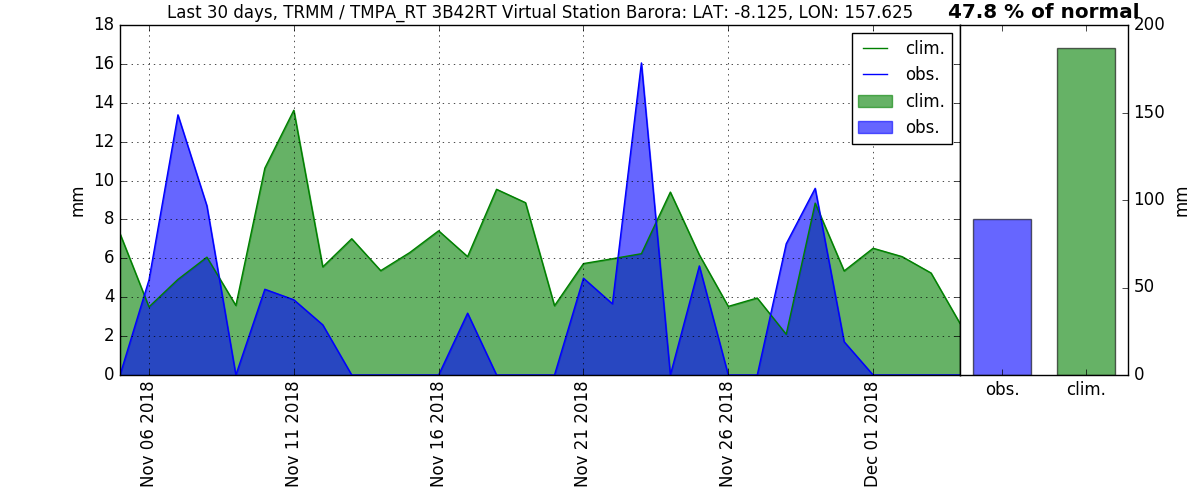 Last 30 days, TRMM / TMPA_RT 3B42RT Virtual Station Barora: LAT: -8.125, LON: 157.625
47.8 % of normal
18
16
14
12
10
8
6
4
2
0
mm
clim.
obs.
clim.
obs.
Nov 06 2018
Nov 11 2018
Nov 16 2018
Nov 21 2018
Nov 26 2018
Dec 01 2018
200
150
100
50
0
mm
obs.
clim.